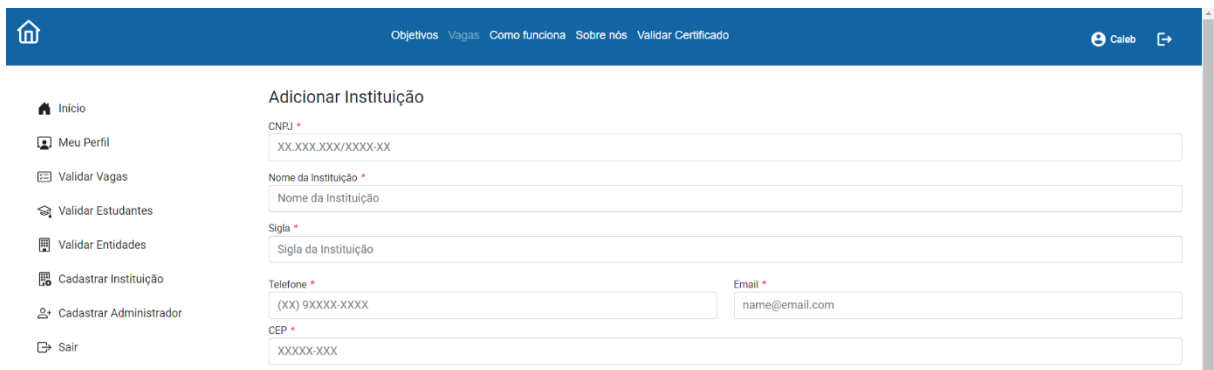 Objetivos Vagas Como funciona Sobre nós Validar Certificado Caleb
Início
Meu Perfil
Validar Vagas
Validar Estudantes
Validar Entidades
Cadastrar Instituição
Cadastrar Administrador
Sair
Adicionar Instituição
CNPJ *
XX.XXX.XXX/XXXX-XX
Nome da Instituição *
Nome da Instituição
Sigla *
Sigla da Instituição
Telefone * Email *
(XX) 9XXXX-XXXX name@email.com
CEP *
XXXXX-XXX